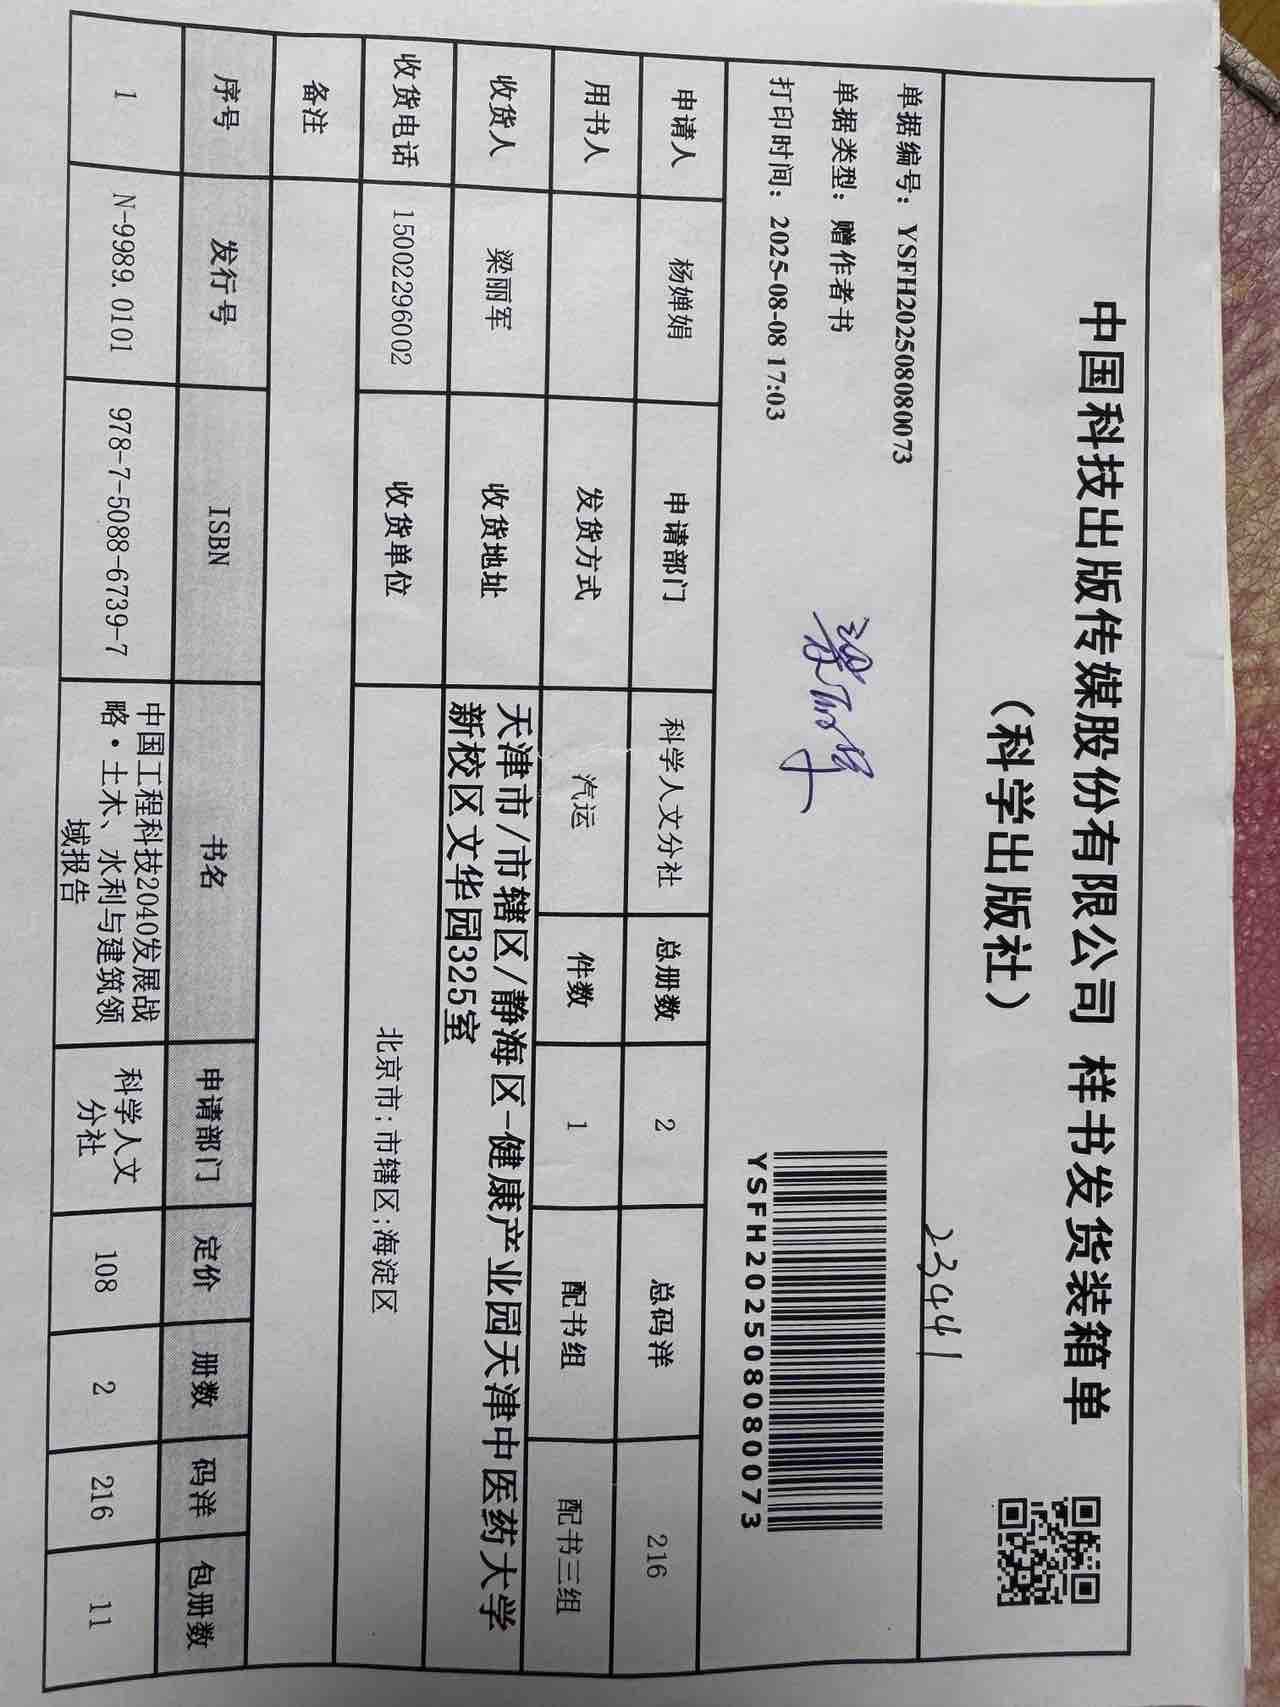 中国科技出版传媒股份有限公司 样书发货装箱单
（科学出版社）
23441
单据编号：YSFH202508080073
单据类型：赠作者书
打印时间：2025-08-08 17:03
梁丽军
YSFH202508080073
申请人 杨婵娟 申请部门 科学人文分社 总册数 2 总码洋 216
用书人 发货方式 汽运 件数 1 配书组 配书三组
收货人 梁丽军 收货地址 天津市/市辖区/静海区-健康产业园天津中医药大学
新校区文华园325室
收货电话 15002296002 收货单位 北京市;市辖区;海淀区
备注
序号 发行号 ISBN 书名 申请部门 定价 册数 码洋 包册数
1 N-9989.0101 978-7-5088-6739-7 中国工程科技2040发展战 科学人文 108 2 216 11
略·土木、水利与建筑领 分社
域报告